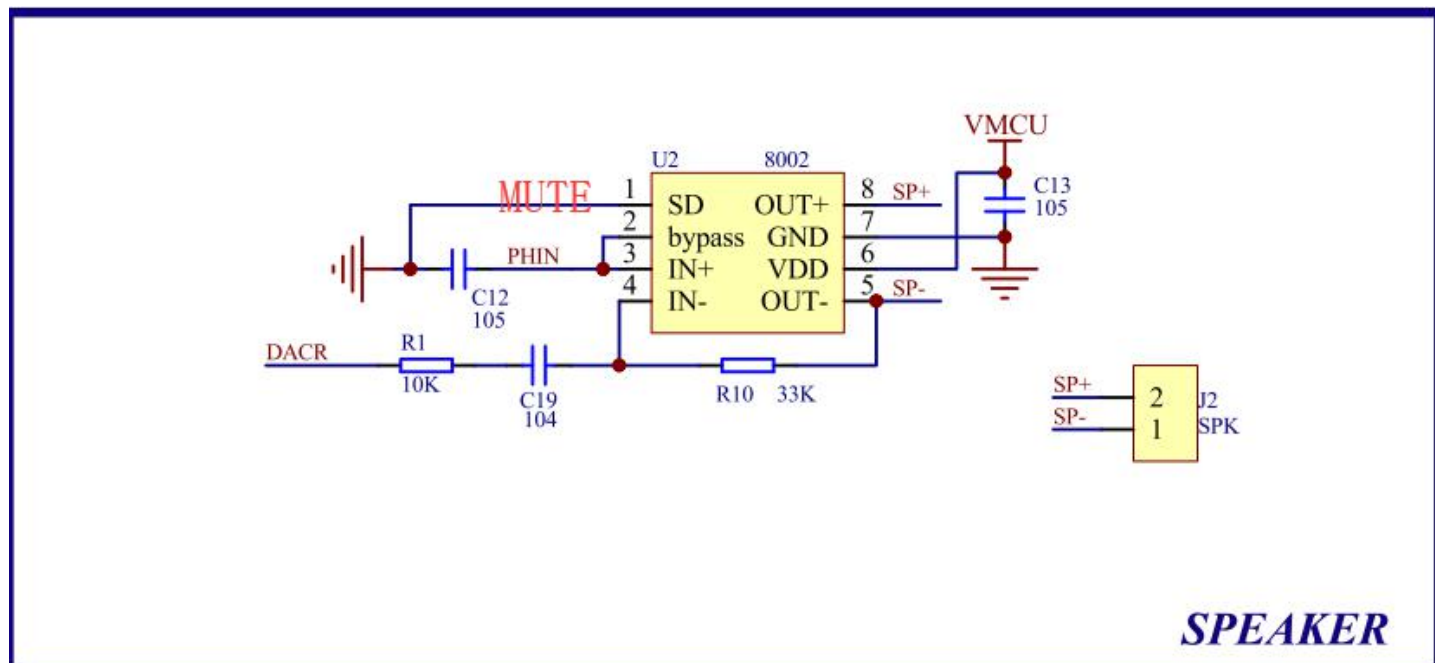 VMCU
U2 8002
C13
105
MUTE 1 SD OUT+ 8 SP+
2 bypass GND 7
PHIN 3 IN+ VDD 6
4 IN- OUT- 5 SP-
C12
105
DACR R1
10K
C19
104
R10 33K
SP+ 2 J2
SP- 1 SPK
SPEAKER